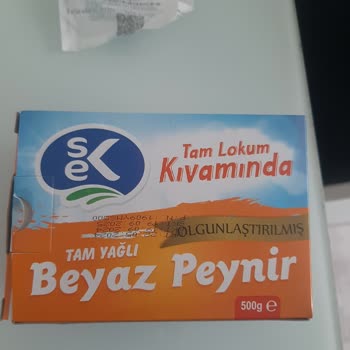 sek
Tam Lokum
Kıvamında
OLGUNLAŞTIRILMIŞ
TAM YAĞLI
Beyaz Peynir
500g e